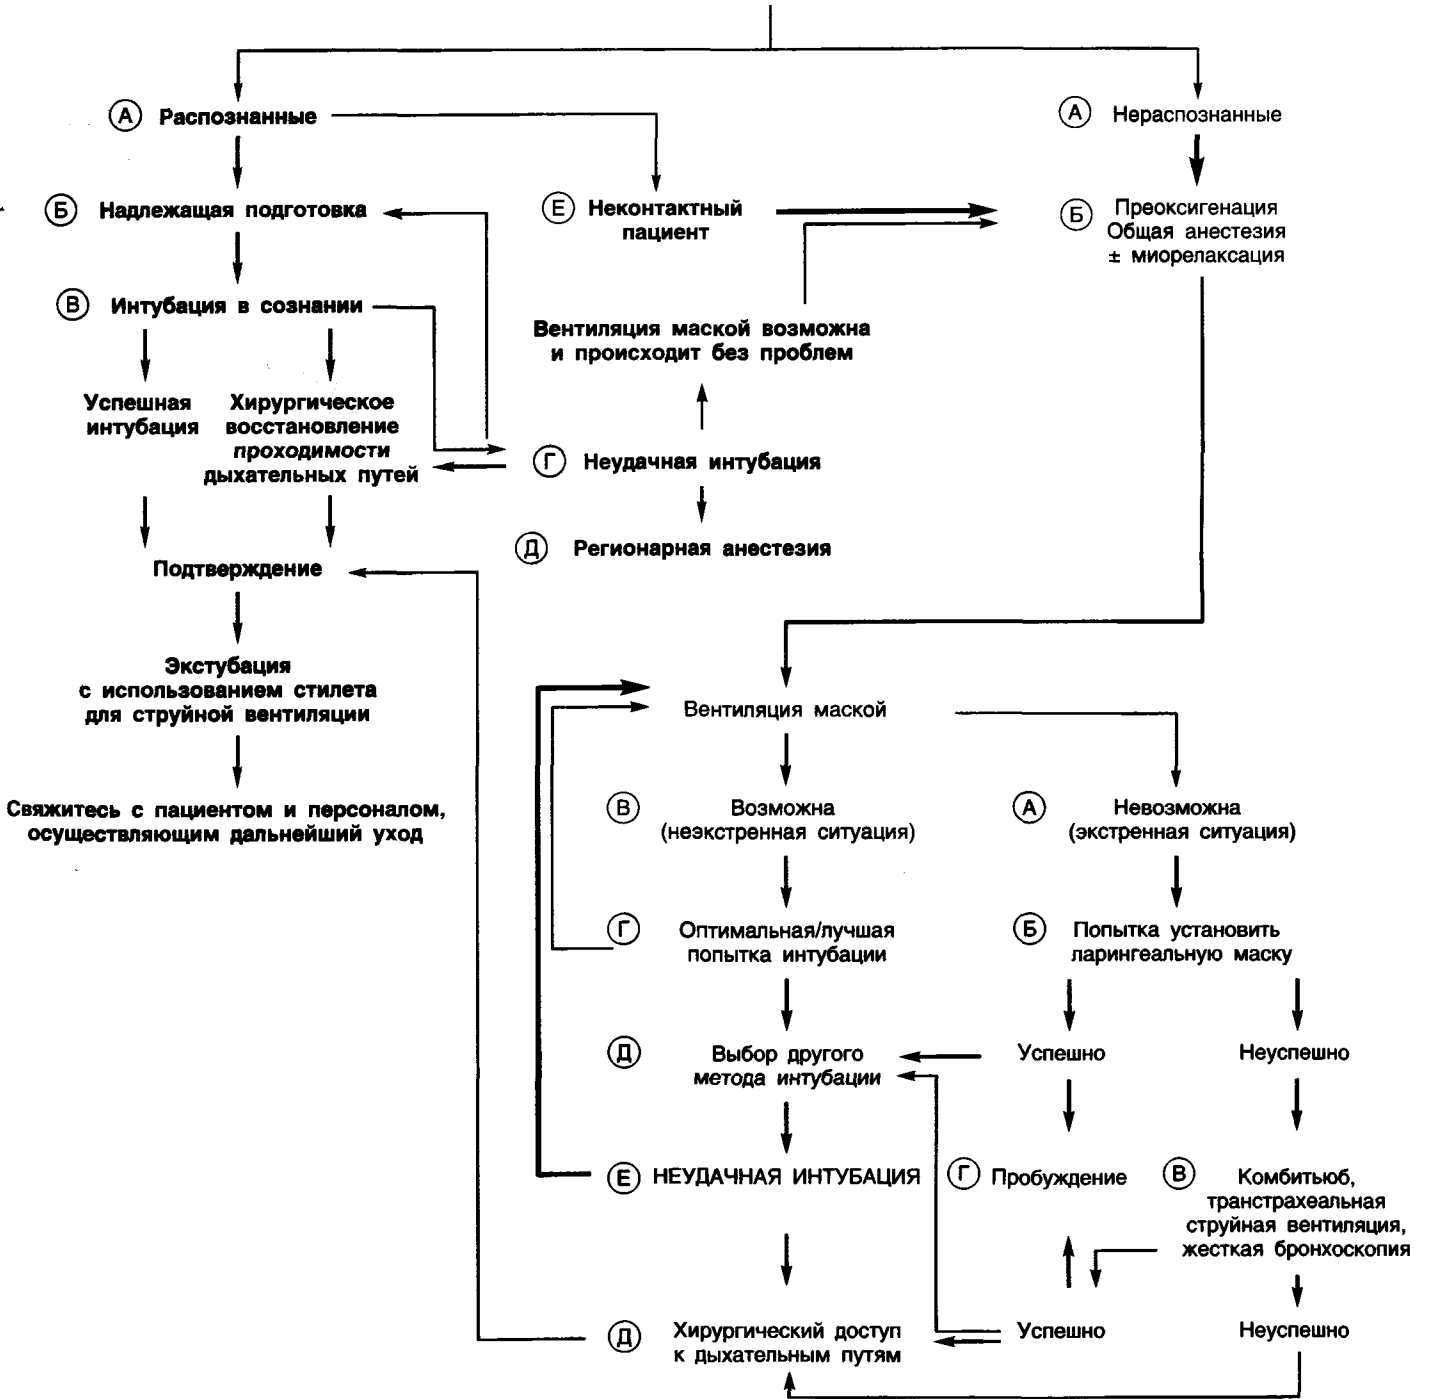 А Распознанные
А Нераспознанные
Б Надлежащая подготовка
Е Неконтактный
пациент
Б Преоксигенация
Общая анестезия
± миорелаксация
В Интубация в сознании
Вентиляция маской возможна
и происходит без проблем
Успешная
интубация
Хирургическое
восстановление
проходимости
дыхательных путей
Г Неудачная интубация
Д Регионарная анестезия
Подтверждение
Экстубация
с использованием стилета
для струйной вентиляции
Свяжитесь с пациентом и персоналом,
осуществляющим дальнейший уход
Вентиляция маской
В Возможна
(неэкстренная ситуация)
А Невозможна
(экстренная ситуация)
Г Оптимальная/лучшая
попытка интубации
Б Попытка установить
ларингеальную маску
Д Выбор другого
метода интубации
Успешно
Неуспешно
Е НЕУДАЧНАЯ ИНТУБАЦИЯ
Г Пробуждение
В Комбитьюб,
транстрахеальная
струйная вентиляция,
жесткая бронхоскопия
Д Хирургический доступ
к дыхательным путям
Успешно
Неуспешно